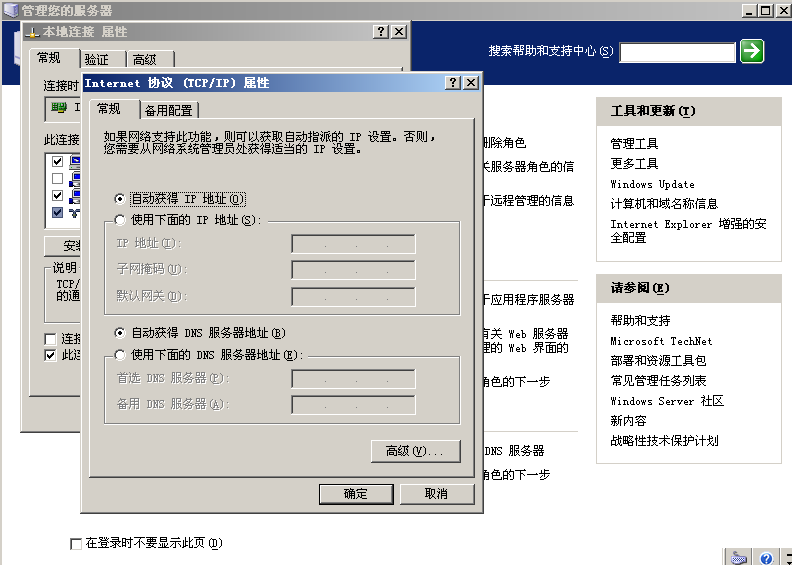 管理您的服务器
本地连接 属性
常规 验证 高级
连接时
此连接
搜索帮助和支持中心(S)
Internet 协议 (TCP/IP) 属性
常规 备用配置
如果网络支持此功能，则可以获取自动指派的 IP 设置。否则，
您需要从网络系统管理员处获得适当的 IP 设置。
自动获得 IP 地址(O)
使用下面的 IP 地址(S):
IP 地址(I):
子网掩码(U):
默认网关(D):
自动获得 DNS 服务器地址(B)
使用下面的 DNS 服务器地址(E):
首选 DNS 服务器(P):
备用 DNS 服务器(A):
高级(V)...
确定 取消
说明
TCP/
的通
此连
删除角色
关服务器角色的信
于远程管理的信息
于应用程序服务器
有关 Web 服务器
理的 Web 界面的
角色的下一步
DNS 服务器
角色的下一步
工具和更新(T)
管理工具
更多工具
Windows Update
计算机和域名称信息
Internet Explorer 增强的安
全配置
请参阅(E)
帮助和支持
Microsoft TechNet
部署和资源工具包
常见管理任务列表
Windows Server 社区
新内容
战略性技术保护计划
在登录时不要显示此页(D)